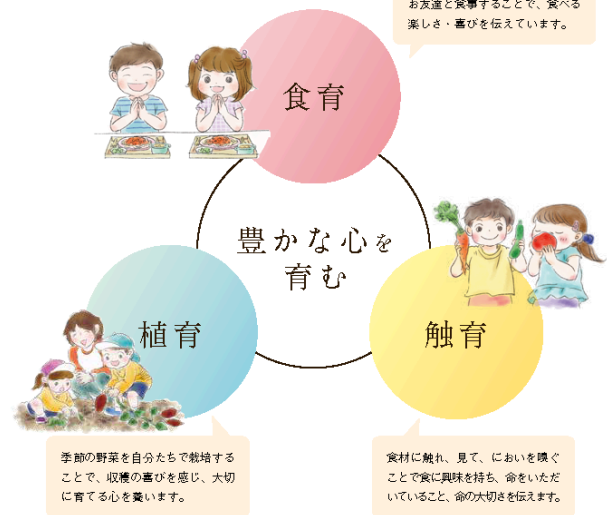 お友達と食事することで、食べる
楽しさ・喜びを伝えています。
食育
豊かな心を
育む
植育
触育
季節の野菜を自分たちで栽培する
ことで、収穫の喜びを感じ、大切
に育てる心を養います。
食材に触れ、見て、においを嗅ぐ
ことで食に興味を持ち、命をいただ
いていること、命の大切さを伝えます。